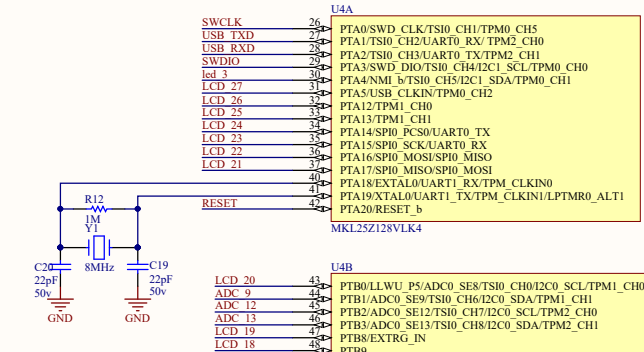 U4A
SWCLK 26 PTA0/SWD_CLK/TSI0_CH1/TPM0_CH5
USB_TXD 27 PTA1/TSI0_CH2/UART0_RX/ TPM2_CH0
USB_RXD 28 PTA2/TSI0_CH3/UART0_TX/TPM2_CH1
SWDIO 29 PTA3/SWD_DIO/TSI0_CH4/I2C1_SCL/TPM0_CH0
led_3 30 PTA4/NMI_b/TSI0_CH5/I2C1_SDA/TPM0_CH1
LCD_27 31 PTA5/USB_CLKIN/TPM0_CH2
LCD_26 32 PTA12/TPM1_CH0
LCD_25 33 PTA13/TPM1_CH1
LCD_24 34 PTA14/SPI0_PCS0/UART0_TX
LCD_23 35 PTA15/SPI0_SCK/UART0_RX
LCD_22 36 PTA16/SPI0_MOSI/SPI0_MISO
LCD_21 37 PTA17/SPI0_MISO/SPI0_MOSI
40 PTA18/EXTAL0/UART1_RX/TPM_CLKIN0
41 PTA19/XTAL0/UART1_TX/TPM_CLKIN1/LPTMR0_ALT1
RESET 42 PTA20/RESET_b
MKL25Z128VLK4
R12
1M
Y1
8MHz
C20
22pF
50v
C19
22pF
50v
GND
GND
U4B
LCD_20 43 PTB0/LLWU_P5/ADC0_SE8/TSI0_CH0/I2C0_SCL/TPM1_CH0
ADC_9 44 PTB1/ADC0_SE9/TSI0_CH6/I2C0_SDA/TPM1_CH1
ADC_12 45 PTB2/ADC0_SE12/TSI0_CH7/I2C0_SCL/TPM2_CH0
ADC_13 46 PTB3/ADC0_SE13/TSI0_CH8/I2C0_SDA/TPM2_CH1
LCD_19 47 PTB8/EXTRG_IN
LCD_18 48 PTB9